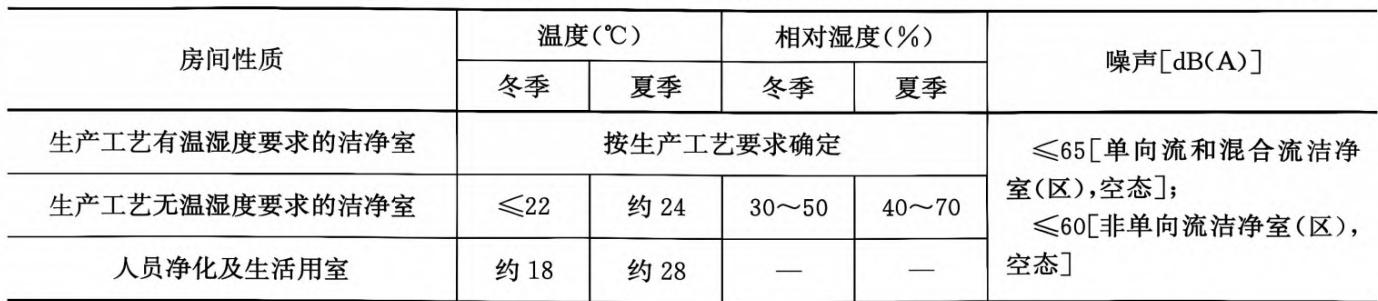 房间性质 温度(℃) 相对湿度(%) 噪声[dB(A)]
冬季 夏季 冬季 夏季
生产工艺有温湿度要求的洁净室 按生产工艺要求确定 ≤65[单向流和混合流洁净
室(区),空态];
生产工艺无温湿度要求的洁净室 ≤22 约24 30~50 40~70
≤60[非单向流洁净室(区),
人员净化及生活用室 约18 约28 — — 空态]